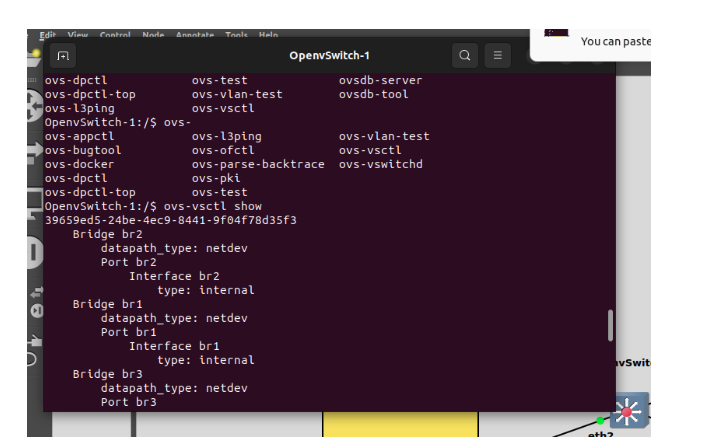 Edit View Control Node Annotate Tools Help
OpenvSwitch-1
You can paste
ovs-dpctl ovs-test ovsdb-server
ovs-dpctl-top ovs-vlan-test ovsdb-tool
ovs-l3ping ovs-vsctl
OpenvSwitch-1:/$ ovs-
ovs-appctl ovs-l3ping ovs-vlan-test
ovs-bugtool ovs-ofctl ovs-vsctl
ovs-docker ovs-parse-backtrace ovs-vswitchd
ovs-dpctl ovs-pki
ovs-dpctl-top ovs-test
OpenvSwitch-1:/$ ovs-vsctl show
39659ed5-24be-4ec9-8441-9f04f78d35f3
Bridge br2
datapath_type: netdev
Port br2
Interface br2
type: internal
Bridge br1
datapath_type: netdev
Port br1
Interface br1
type: internal
Bridge br3
datapath_type: netdev
Port br3
nvSwit
eth2